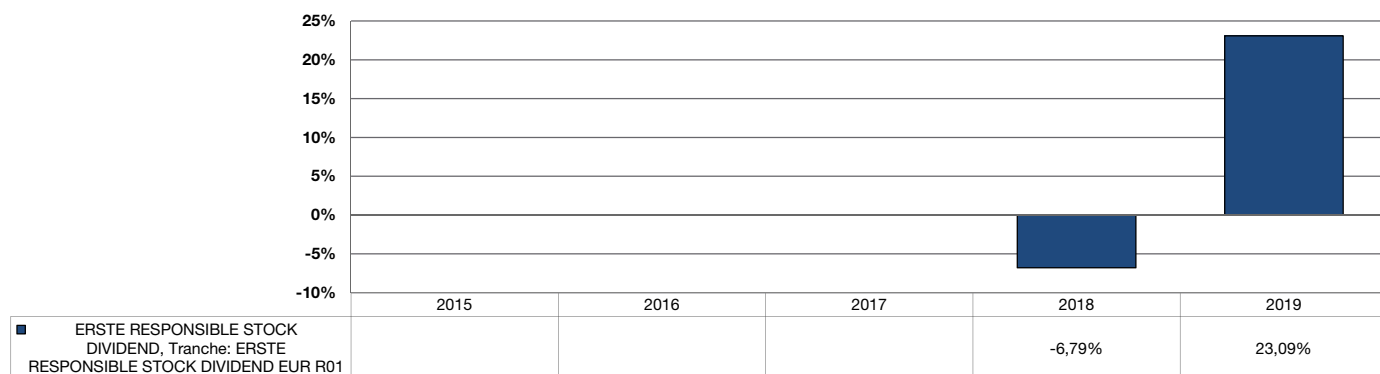 25%
20%
15%
10%
5%
0%
-5%
-10%
2015 2016 2017 2018 2019
ERSTE RESPONSIBLE STOCK
DIVIDEND, Tranche: ERSTE
RESPONSIBLE STOCK DIVIDEND EUR R01
-6,79% 23,09%